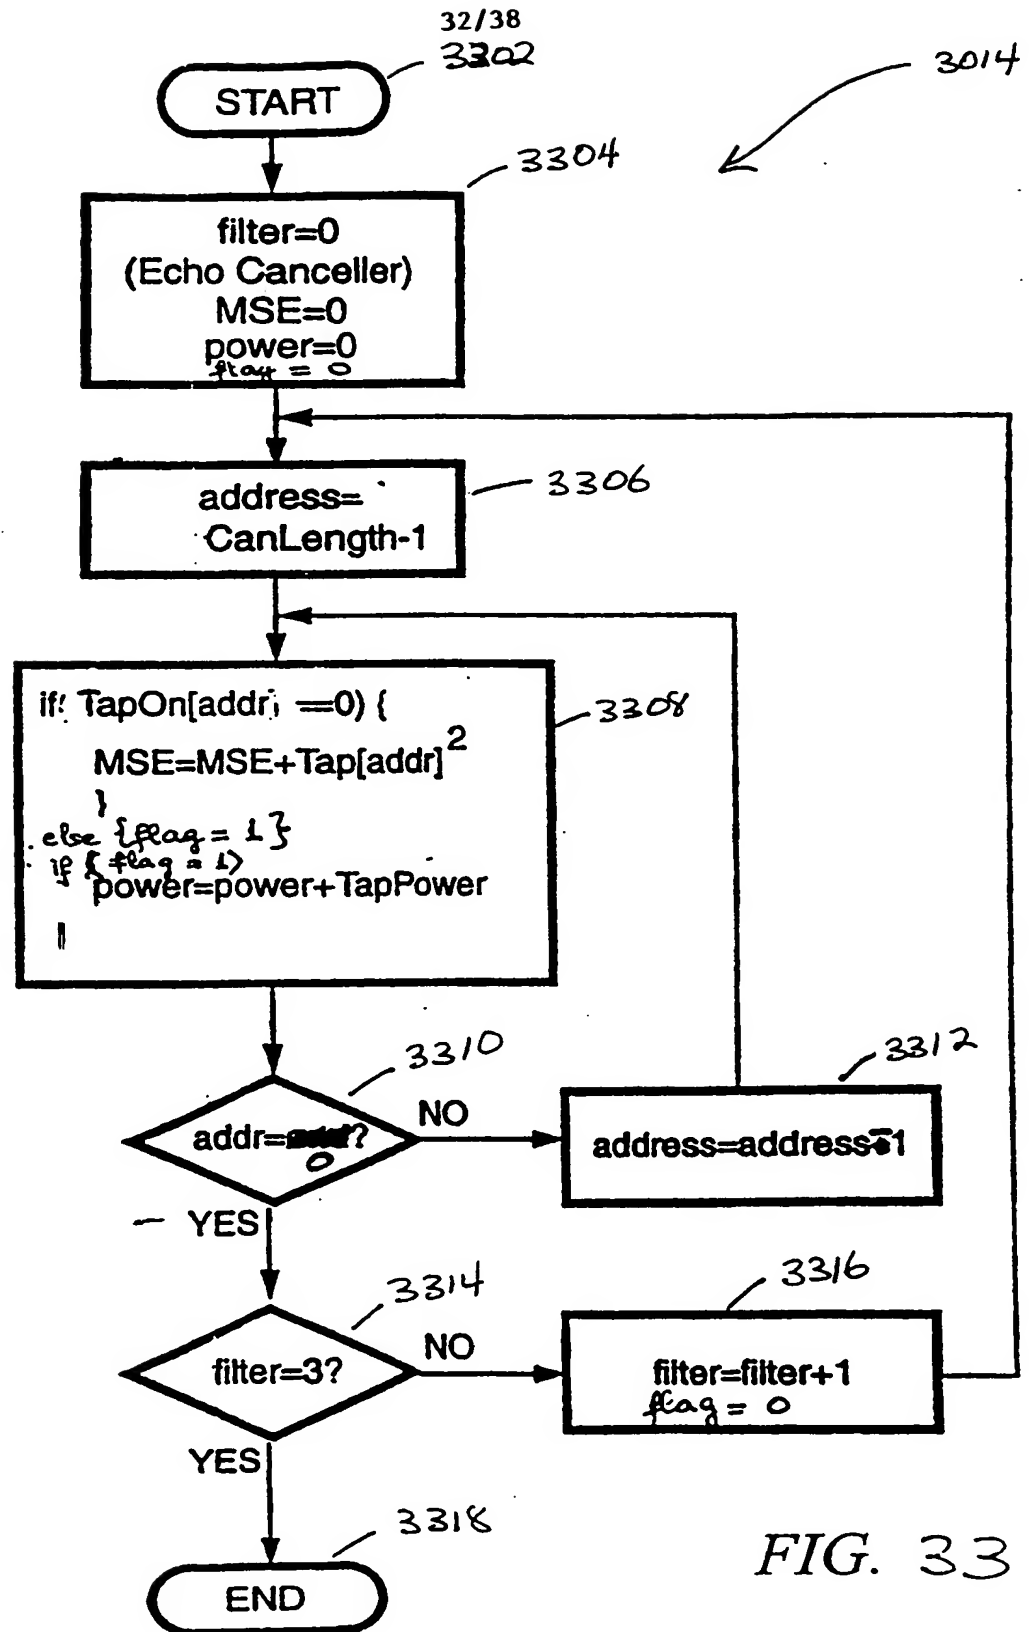 32/38
3302
3014
START
3304
filter=0
(Echo Canceller)
MSE=0
power=0
flag = 0
3306
address=
CanLength-1
3308
if TapOn[addr] ==0) {
MSE=MSE+Tap[addr]2
}
else {flag = 1}
if { flag = 1}
power=power+TapPower
3310
addr= 0 ?
NO
3312
address=address-1
YES
3314
filter=3?
NO
3316
filter=filter+1
flag = 0
YES
3318
END
FIG. 33